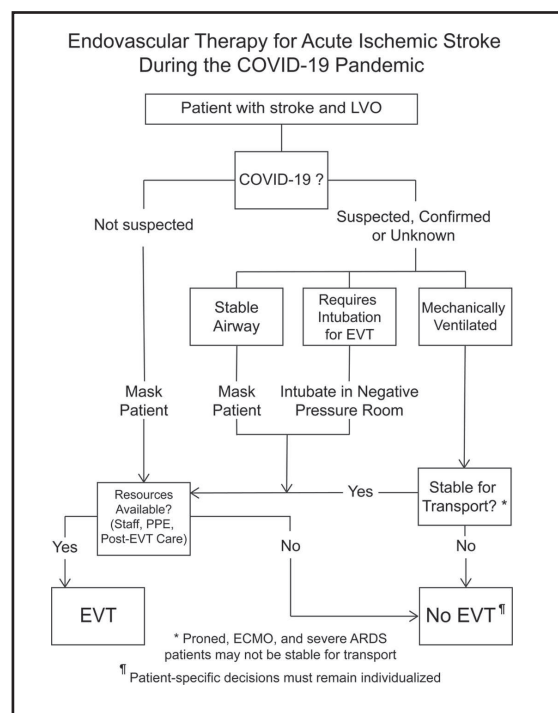 Endovascular Therapy for Acute Ischemic Stroke
During the COVID-19 Pandemic
Patient with stroke and LVO
COVID-19 ?
Not suspected
Suspected, Confirmed
or Unknown
Stable
Airway
Requires
Intubation
for EVT
Mechanically
Ventilated
Mask
Patient
Mask
Patient
Intubate in Negative
Pressure Room
Resources
Available?
(Staff, PPE,
Post-EVT Care)
Yes
Stable for
Transport? *
Yes
No
No
EVT
No EVT ¶
* Proned, ECMO, and severe ARDS
patients may not be stable for transport
¶ Patient-specific decisions must remain individualized